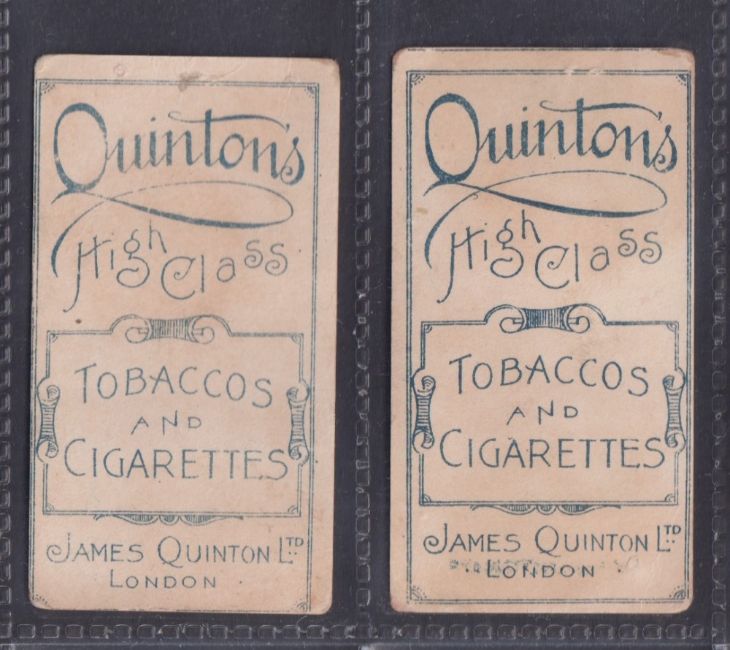 Quinton's
High Class
TOBACCOS
AND
CIGARETTES
JAMES QUINTON LTD.
LONDON
Quinton's
High Class
TOBACCOS
AND
CIGARETTES
JAMES QUINTON LTD.
LONDON